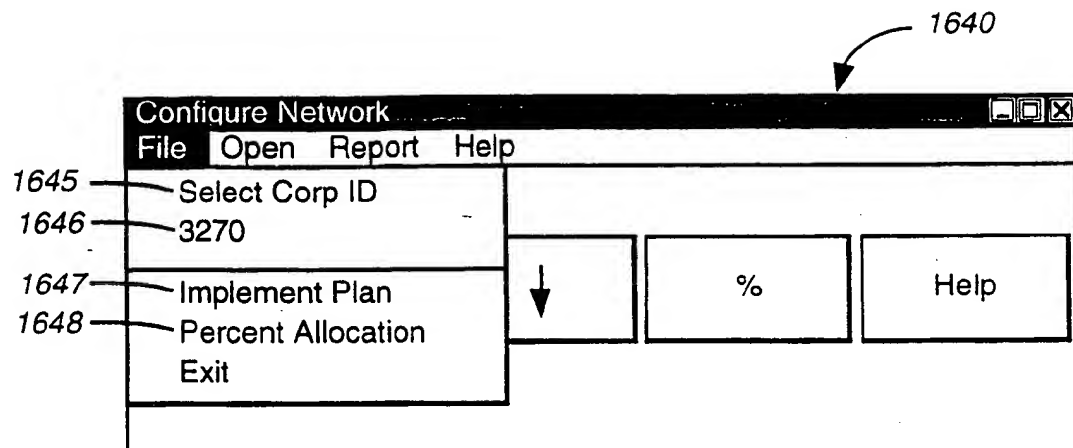 1640
Configure Network
File Open Report Help
1645 Select Corp ID
1646 3270
1647 Implement Plan
1648 Percent Allocation
Exit
% Help